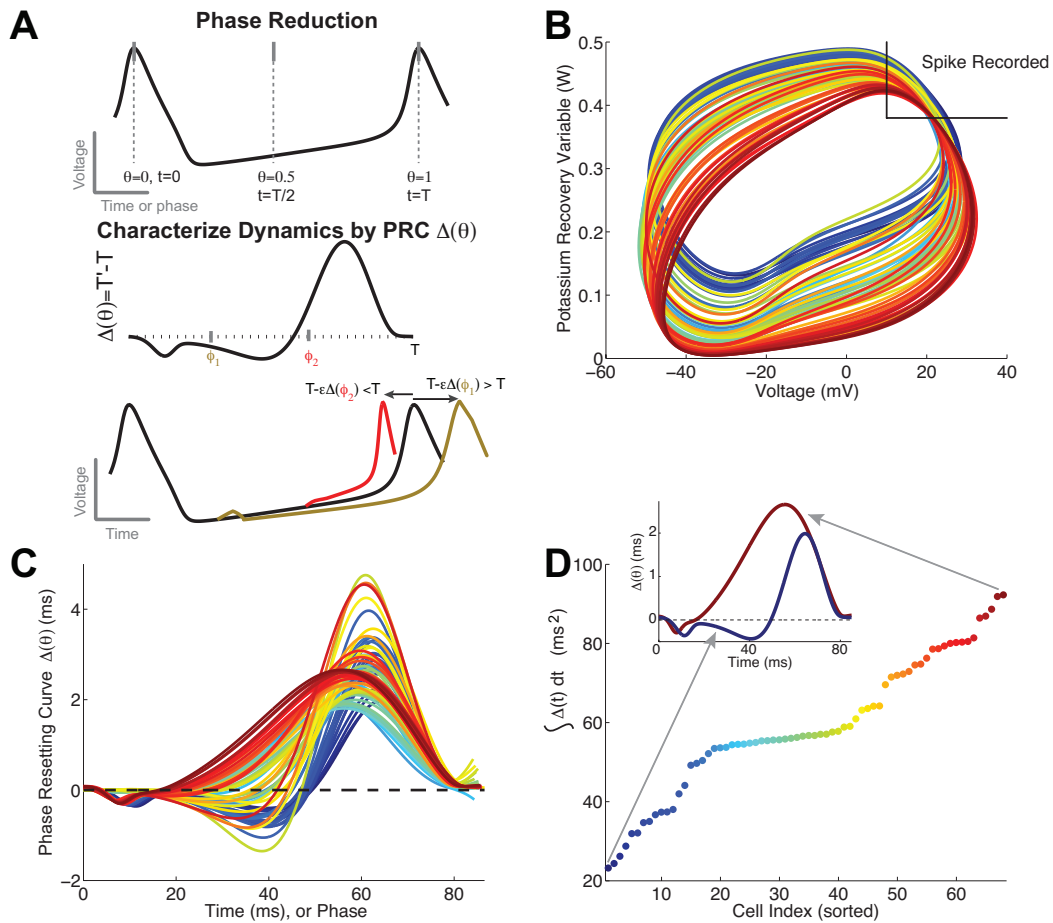 A
Phase Reduction
Voltage
θ=0, t=0
θ=0.5
t=T/2
θ=1
t=T
Time or phase
Characterize Dynamics by PRC Δ(θ)
Δ(θ)=T'-T
ϕ1
ϕ2
T
T-εΔ(ϕ2) <T
T-εΔ(ϕ1) > T
Voltage
Time
B
Potassium Recovery Variable (W)
0.5
0.4
0.3
0.2
0.1
0
Spike Recorded
−60
−40
−20
0
20
40
Voltage (mV)
C
Phase Resetting Curve Δ(θ) (ms)
4
2
0
−2
0
20
40
60
80
Time (ms), or Phase
D
∫ Δ(t) dt (ms2)
100
80
60
40
20
10
20
30
40
50
60
Cell Index (sorted)
Δ(θ) (ms)
2
1
0
0
40
80
Time (ms)